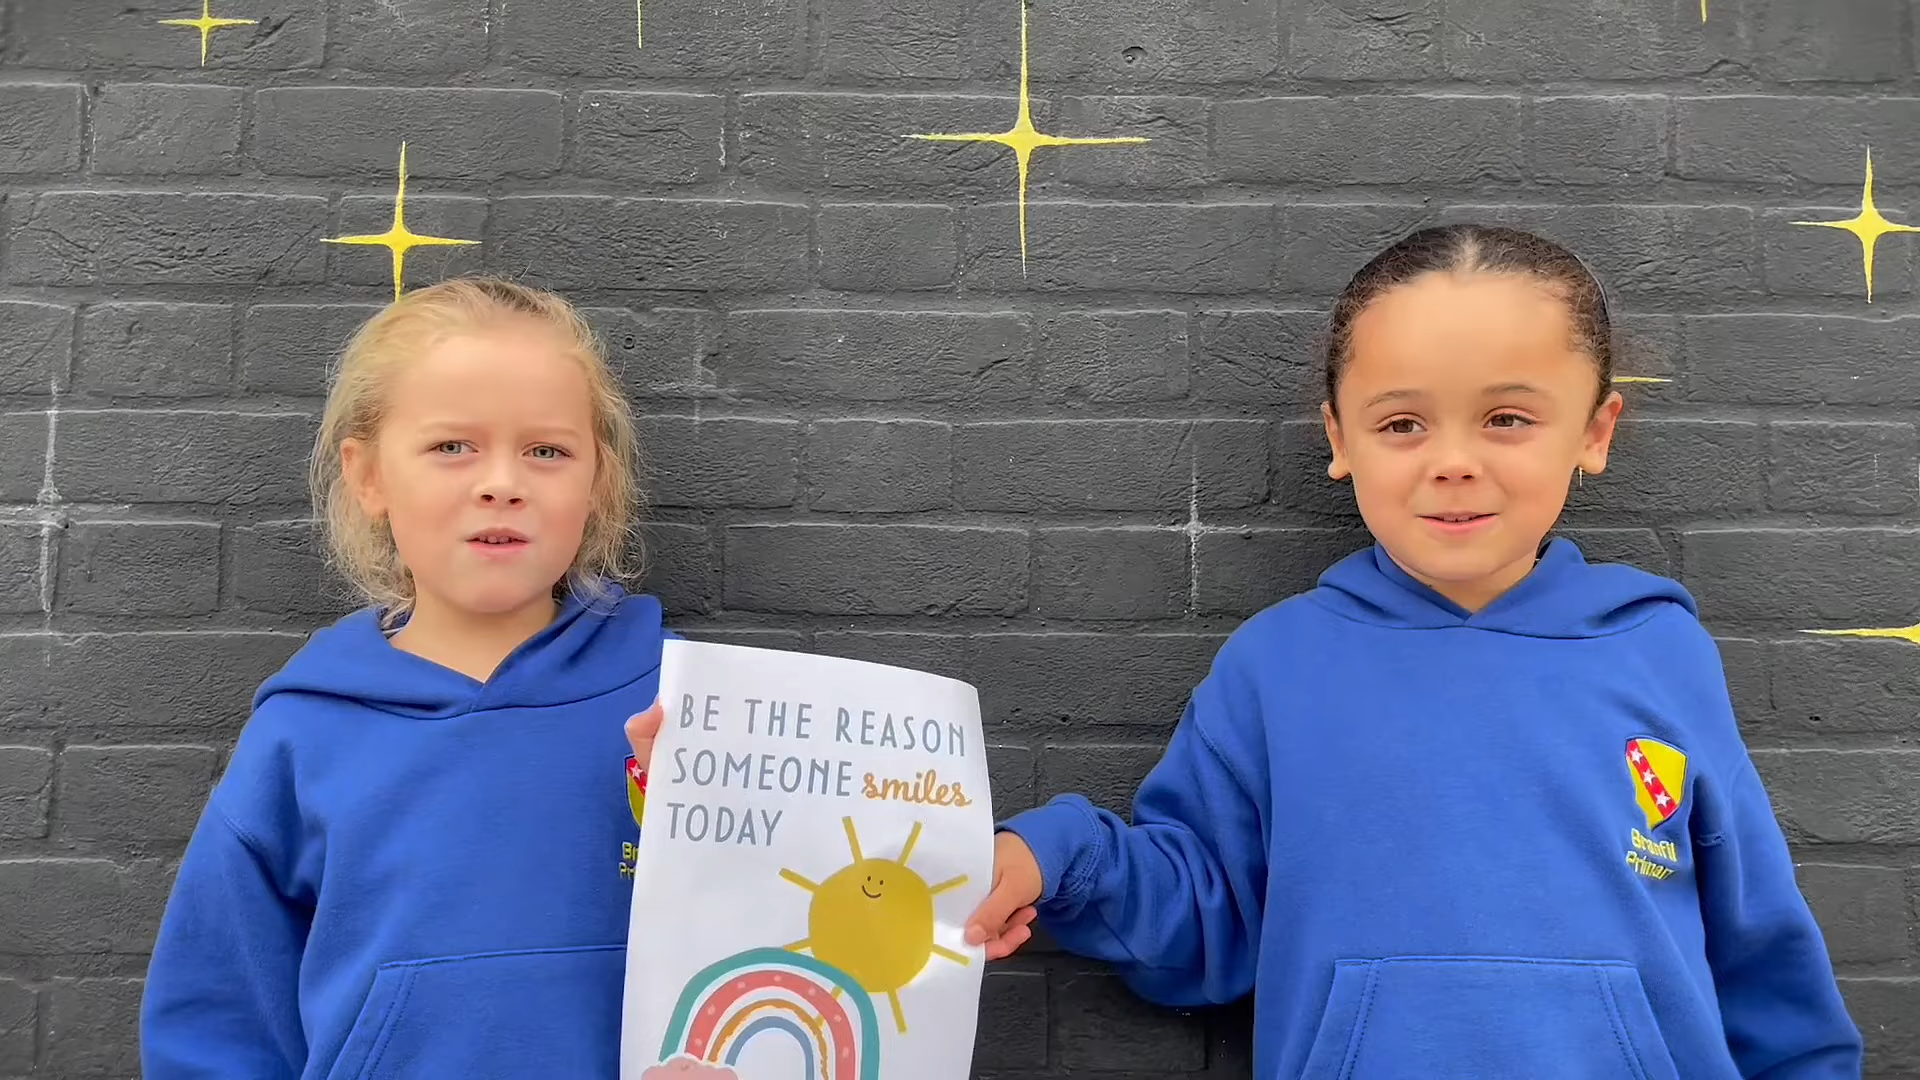 BE THE REASON
SOMEONE smiles
TODAY
Branfil
Primary